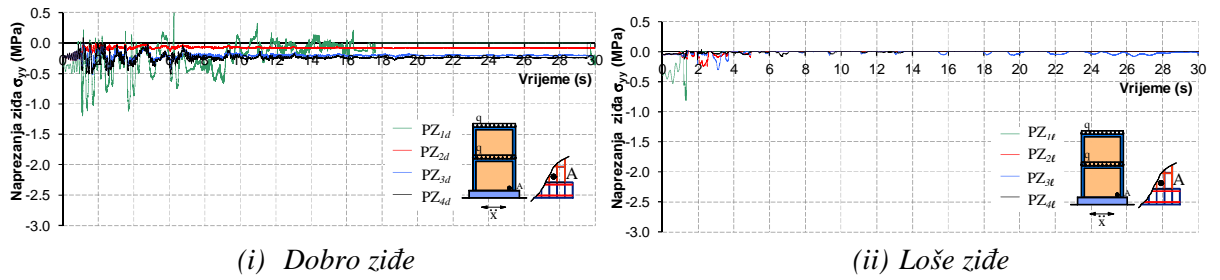 0.5
0.0
-0.5
-1.0
-1.5
-2.0
-2.5
-3.0
Naprezanja ziđa σyy (MPa)
0 2 4 6 8 10 12 14 16 18 20 22 24 26 28 30
Vrijeme (s)
PZ1d
PZ2d
PZ3d
PZ4d
q
q
A
ẍ
A
(i) Dobro ziđe
0.5
0.0
-0.5
-1.0
-1.5
-2.0
-2.5
-3.0
Naprezanja ziđa σyy (MPa)
0 2 4 6 8 10 12 14 16 18 20 22 24 26 28 30
Vrijeme (s)
PZ1ℓ
PZ2ℓ
PZ3ℓ
PZ4ℓ
q
q
A
ẍ
A
(ii) Loše ziđe